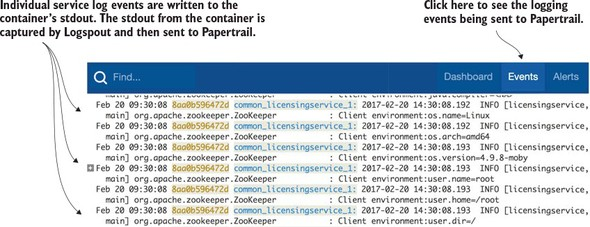 Individual service log events are written to the
container's stdout. The stdout from the container is
captured by Logspout and then sent to Papertrail.
Click here to see the logging
events being sent to Papertrail.
Find...
Dashboard Events Alerts
main] org.apache.zookeeper.ZooKeeper : Client environment:java.compiler=
Feb 20 09:30:08 8aa0b596472d common_licensingservice_1: 2017-02-20 14:30:08.192 INFO [licensingservice,
main] org.apache.zookeeper.ZooKeeper : Client environment:os.name=Linux
Feb 20 09:30:08 8aa0b596472d common_licensingservice_1: 2017-02-20 14:30:08.192 INFO [licensingservice,
main] org.apache.zookeeper.ZooKeeper : Client environment:os.arch=amd64
Feb 20 09:30:08 8aa0b596472d common_licensingservice_1: 2017-02-20 14:30:08.192 INFO [licensingservice,
main] org.apache.zookeeper.ZooKeeper : Client environment:os.version=4.9.8-moby
Feb 20 09:30:08 8aa0b596472d common_licensingservice_1: 2017-02-20 14:30:08.193 INFO [licensingservice,
main] org.apache.zookeeper.ZooKeeper : Client environment:user.name=root
Feb 20 09:30:08 8aa0b596472d common_licensingservice_1: 2017-02-20 14:30:08.193 INFO [licensingservice,
main] org.apache.zookeeper.ZooKeeper : Client environment:user.home=/root
Feb 20 09:30:08 8aa0b596472d common_licensingservice_1: 2017-02-20 14:30:08.193 INFO [licensingservice,
main] org.apache.zookeeper.ZooKeeper : Client environment:user.dir=/